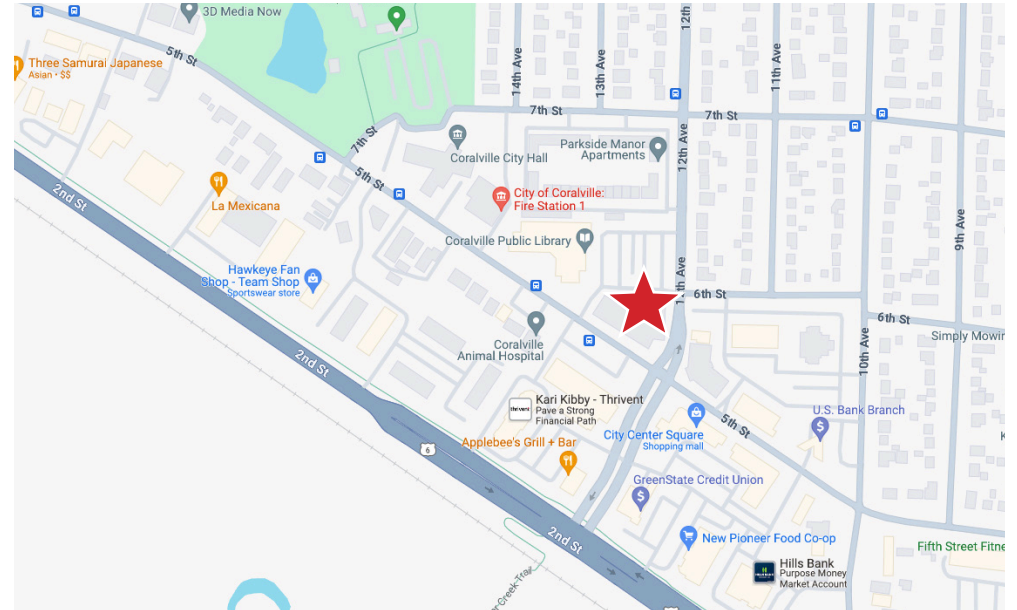 3D Media Now
5th St
Three Samurai Japanese
Asian • $$
14th Ave
13th Ave
12th
11th Ave
7th St
7th St
7th St
Coralville City Hall
Parkside Manor
Apartments
12th Ave
5th St
2nd St
La Mexicana
City of Coralville:
Fire Station 1
9th Ave
Coralville Public Library
Hawkeye Fan
Shop - Team Shop
Sportswear store
Ave
6th St
6th St
Simply Mowin
Coralville
Animal Hospital
10th Ave
2nd St
Kari Kibby - Thrivent
Pave a Strong
Financial Path
thrivent
U.S. Bank Branch
5th St
City Center Square
Shopping mall
K
Applebee's Grill + Bar
6
GreenState Credit Union
2nd St
New Pioneer Food Co-op
Fifth Street Fitne
Hills Bank
Purpose Money
Market Account
Creek Trai